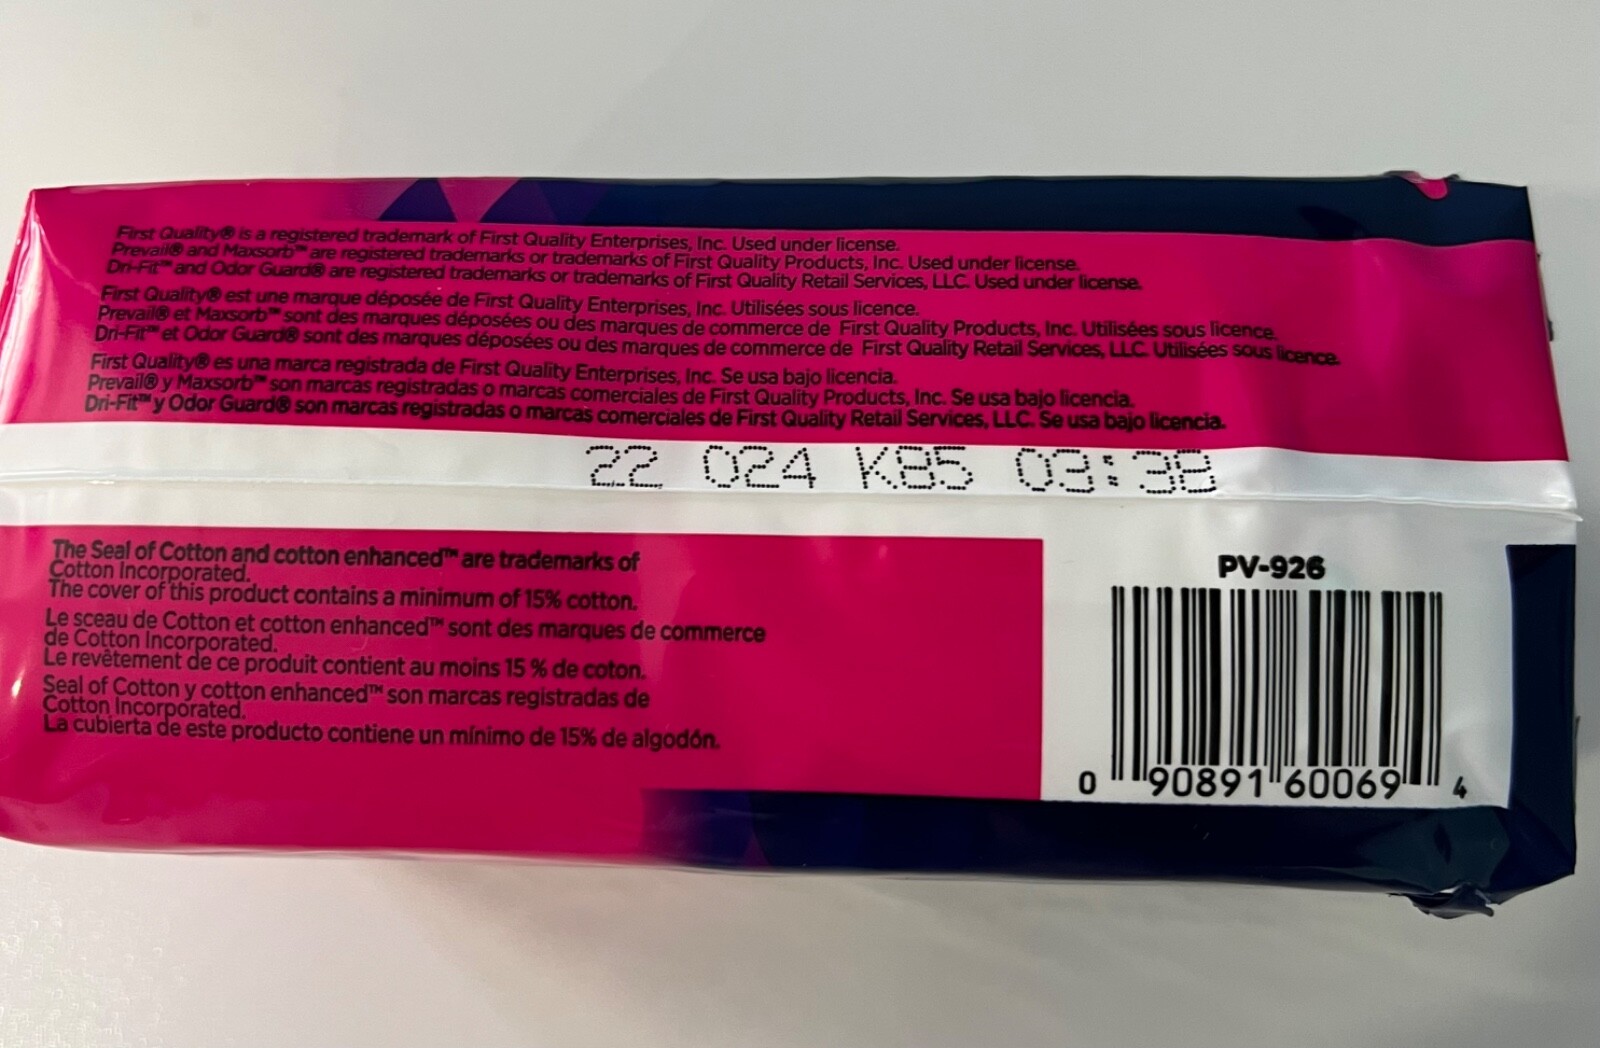 First Quality® is a registered trademark of First Quality Enterprises, Inc. Used under license.
Prevail® and Maxsorb™ are registered trademarks or trademarks of First Quality Products, Inc. Used under license.
Dri-Fit™ and Odor Guard® are registered trademarks or trademarks of First Quality Retail Services, LLC. Used under license.
First Quality® est une marque déposée de First Quality Enterprises, Inc. Utilisées sous licence.
Prevail® et Maxsorb™ sont des marques déposées ou des marques de commerce de First Quality Products, Inc. Utilisées sous licence.
Dri-Fit™ et Odor Guard® sont des marques déposées ou des marques de commerce de First Quality Retail Services, LLC. Utilisées sous licence.
First Quality® es una marca registrada de First Quality Enterprises, Inc. Se usa bajo licencia.
Prevail® y Maxsorb™ son marcas registradas o marcas comerciales de First Quality Products, Inc. Se usa bajo licencia.
Dri-Fit™ y Odor Guard® son marcas registradas o marcas comerciales de First Quality Retail Services, LLC. Se usa bajo licencia.
22 024 K85 03:38
The Seal of Cotton and cotton enhanced™ are trademarks of
Cotton Incorporated.
The cover of this product contains a minimum of 15% cotton.
Le sceau de Cotton et cotton enhanced™ sont des marques de commerce
de Cotton Incorporated.
Le revêtement de ce produit contient au moins 15 % de coton.
Seal of Cotton y cotton enhanced™ son marcas registradas de
Cotton Incorporated.
La cubierta de este producto contiene un mínimo de 15% de algodón.
PV-926
0 90891 60069 4